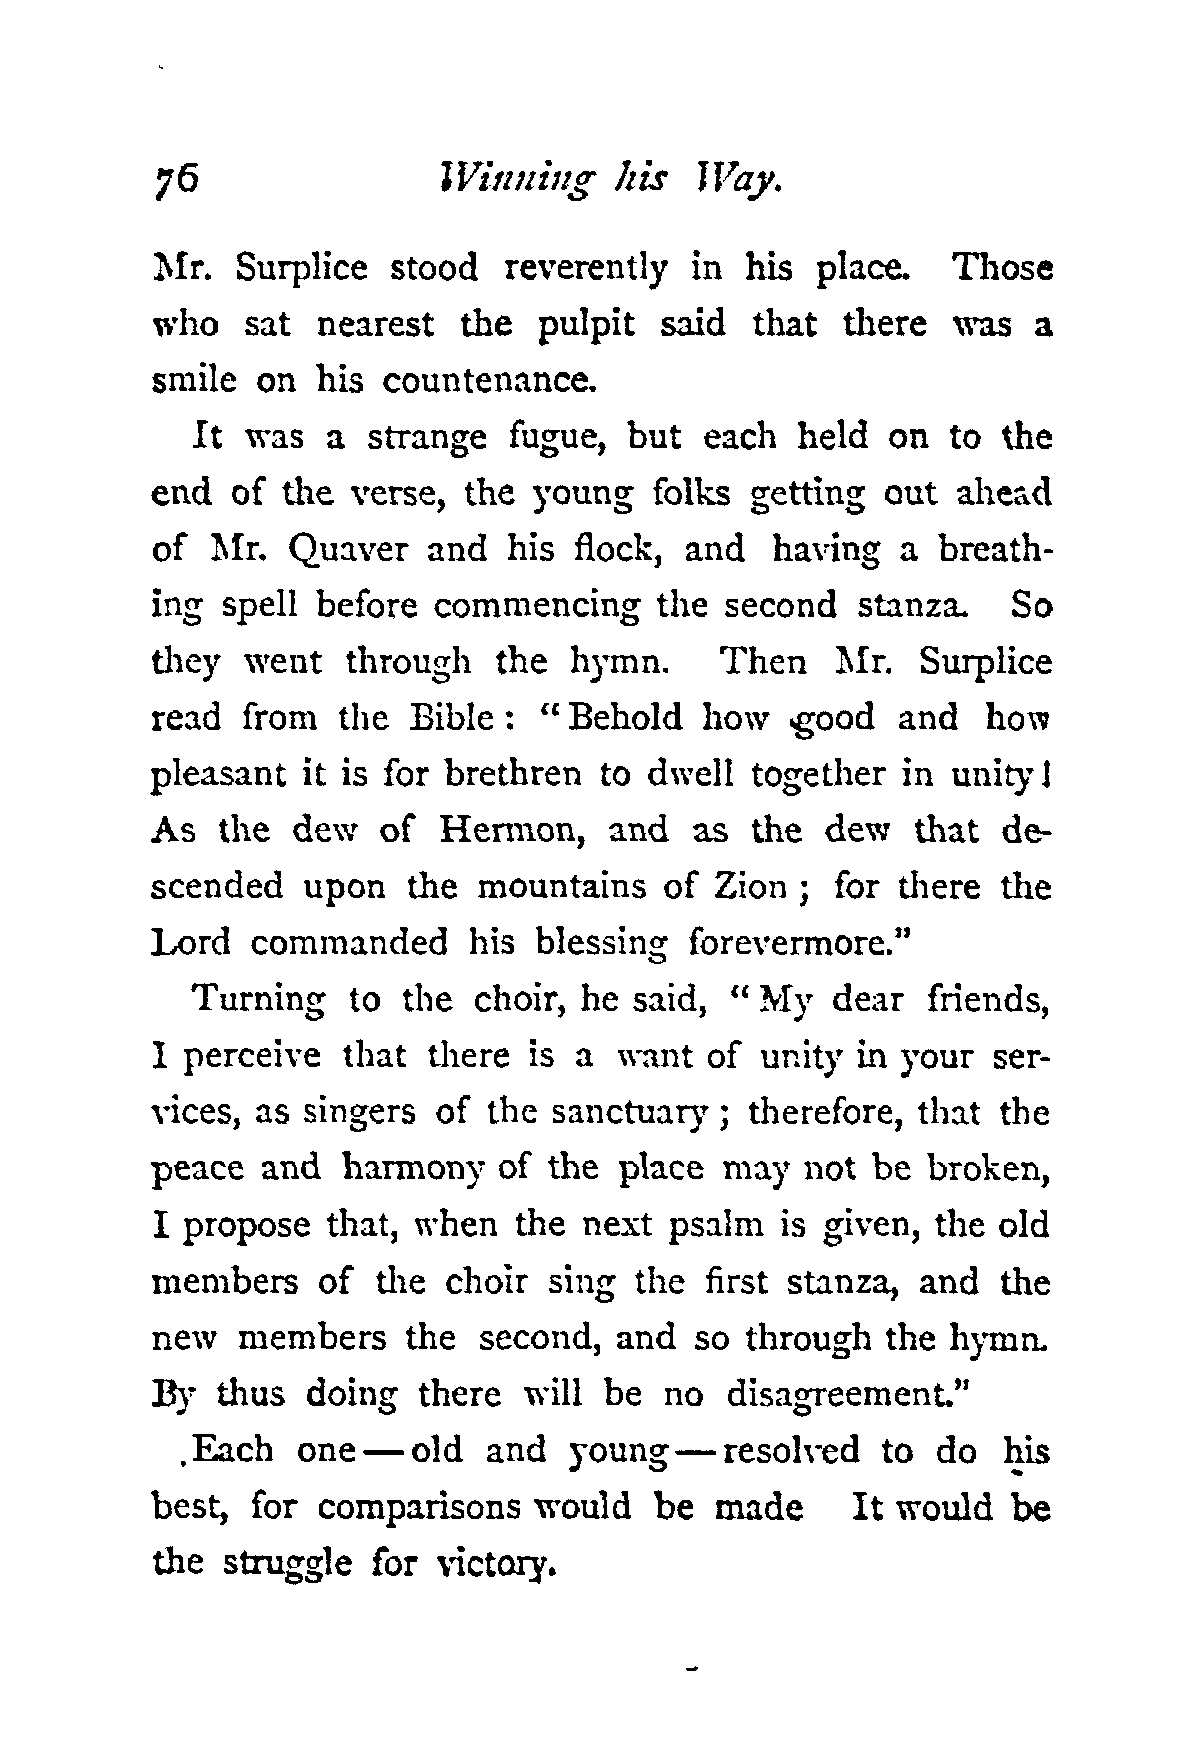 76 Winning his Way.
Mr. Surplice stood reverently in his place. Those
who sat nearest the pulpit said that there was a
smile on his countenance.
It was a strange fugue, but each held on to the
end of the verse, the young folks getting out ahead
of Mr. Quaver and his flock, and having a breath-
ing spell before commencing the second stanza. So
they went through the hymn. Then Mr. Surplice
read from the Bible : “ Behold how good and how
pleasant it is for brethren to dwell together in unity!
As the dew of Hermon, and as the dew that de-
scended upon the mountains of Zion ; for there the
Lord commanded his blessing forevermore.”
Turning to the choir, he said, “ My dear friends,
I perceive that there is a want of unity in your ser-
vices, as singers of the sanctuary ; therefore, that the
peace and harmony of the place may not be broken,
I propose that, when the next psalm is given, the old
members of the choir sing the first stanza, and the
new members the second, and so through the hymn.
By thus doing there will be no disagreement.”
Each one — old and young — resolved to do his
best, for comparisons would be made It would be
the struggle for victory.